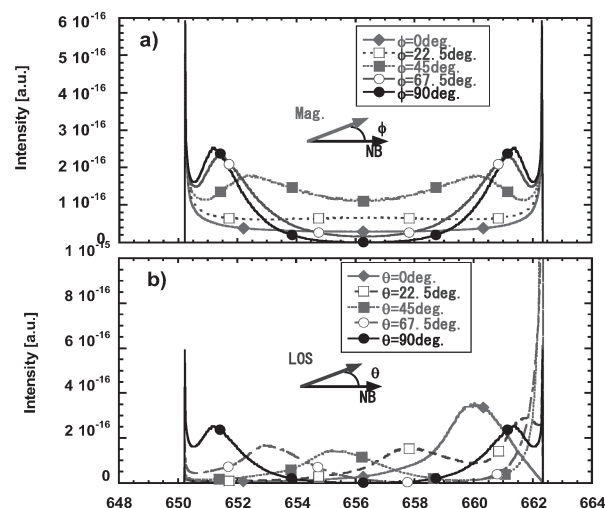 6 10-16
a)
ϕ=0deg.
ϕ=22.5deg.
ϕ=45deg.
ϕ=67.5deg.
ϕ=90deg.
5 10-16
4 10-16
3 10-16
2 10-16
1 10-16
0
Intensity [a.u.]
Mag.
ϕ
NB
1 10-15
b)
θ=0deg.
θ=22.5deg.
θ=45deg.
θ=67.5deg.
θ=90deg.
8 10-16
6 10-16
4 10-16
2 10-16
0
Intensity [a.u.]
LOS
θ
NB
648 650 652 654 656 658 660 662 664